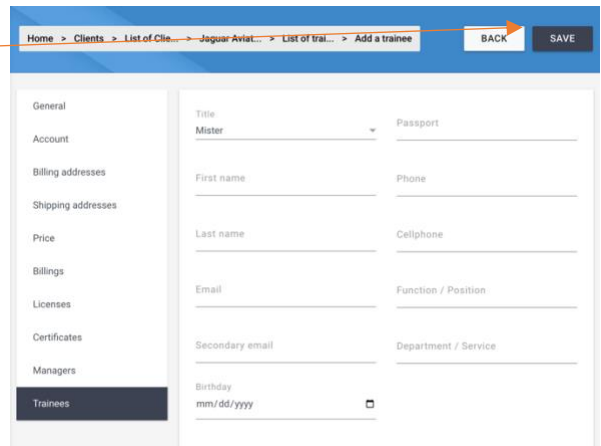 Home > Clients > List of Clie... > Jaguar Aviat... > List of trai... > Add a trainee
BACK
SAVE
General
Account
Billing addresses
Shipping addresses
Price
Billings
Licenses
Certificates
Managers
Trainees
Title
Mister
Passport
First name
Phone
Last name
Cellphone
Email
Function / Position
Secondary email
Department / Service
Birthday
mm/dd/yyyy